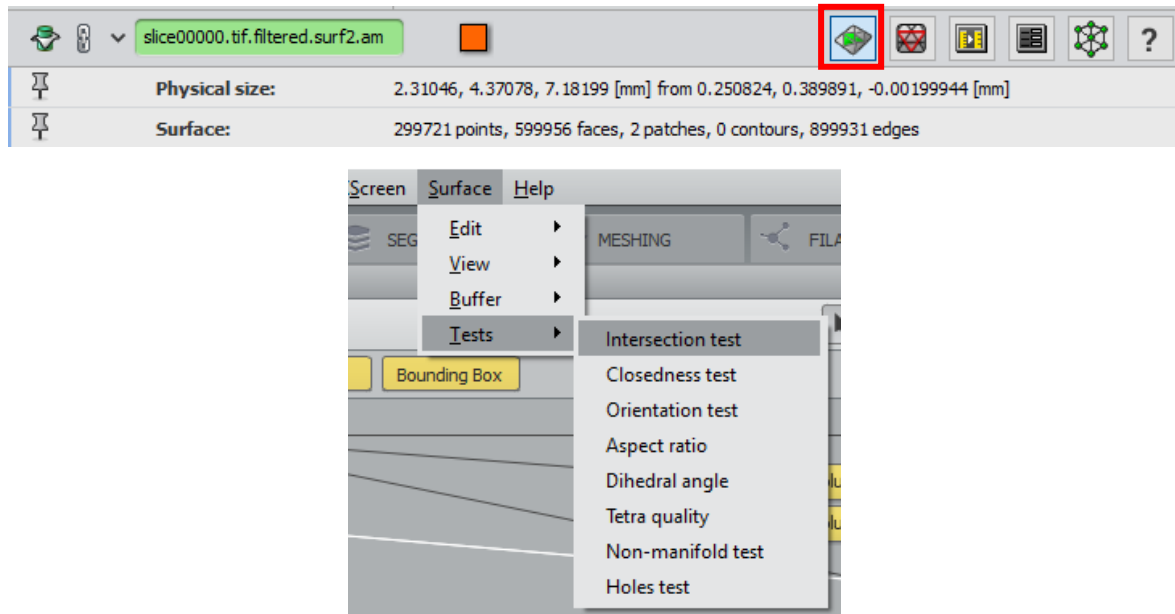 slice00000.tif.filtered.surf2.am ?
Physical size: 2.31046, 4.37078, 7.18199 [mm] from 0.250824, 0.389891, -0.00199944 [mm]
Surface: 299721 points, 599956 faces, 2 patches, 0 contours, 899931 edges
Screen Surface Help
SEG MESHING FILA
Edit
View
Buffer
Tests
Bounding Box
Intersection test
Closedness test
Orientation test
Aspect ratio
Dihedral angle
Tetra quality
Non-manifold test
Holes test